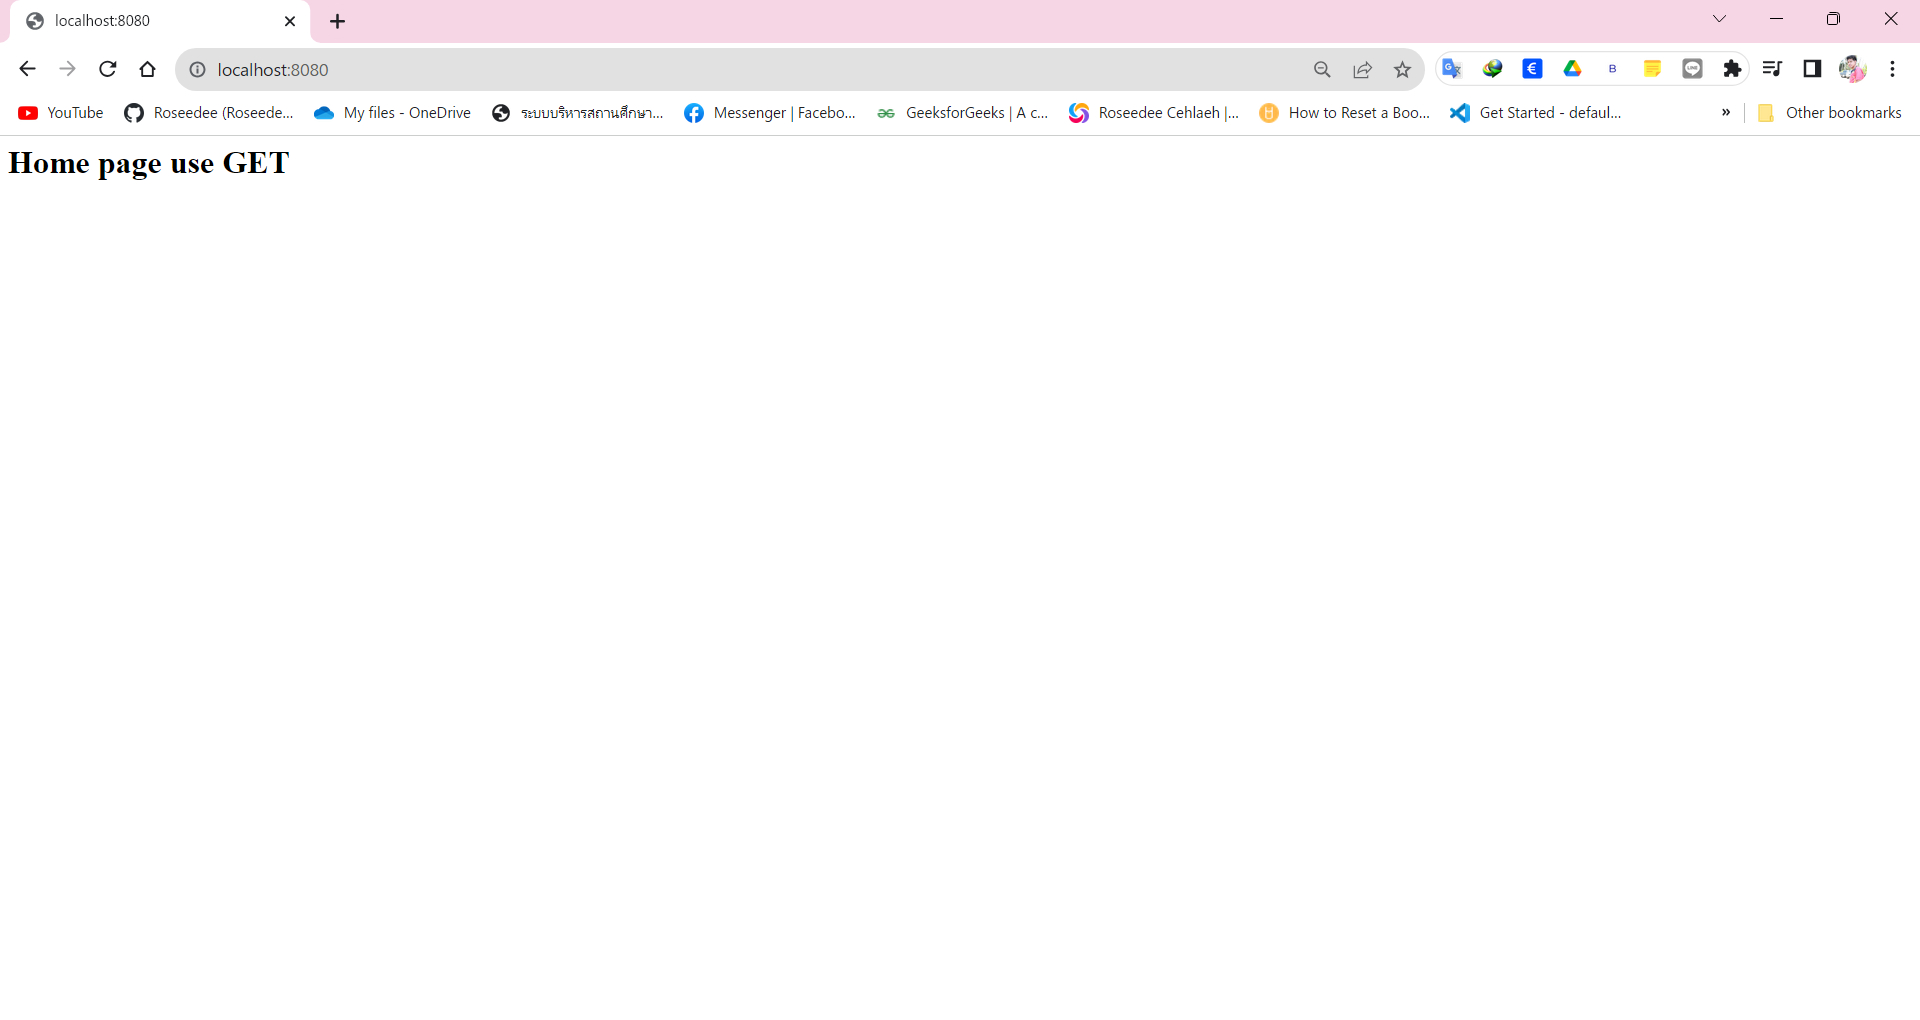 localhost:8080
localhost:8080
YouTube Roseedee (Roseede... My files - OneDrive ระบบบริหารสถานศึกษา... Messenger | Facebo... GeeksforGeeks | A c... Roseedee Cehlaeh |... How to Reset a Boo... Get Started - defaul... » Other bookmarks
Home page use GET